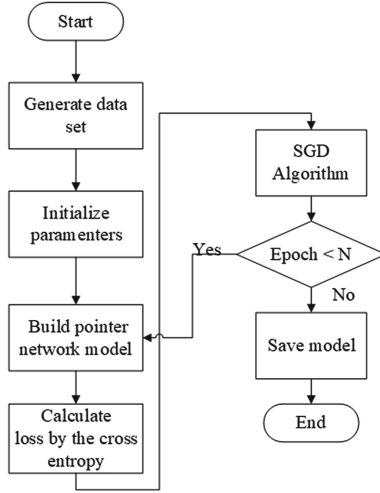 Start
Generate data
set
Initialize
paramenters
Build pointer
network model
Calculate
loss by the cross
entropy
SGD
Algorithm
Epoch < N
Yes
No
Save model
End